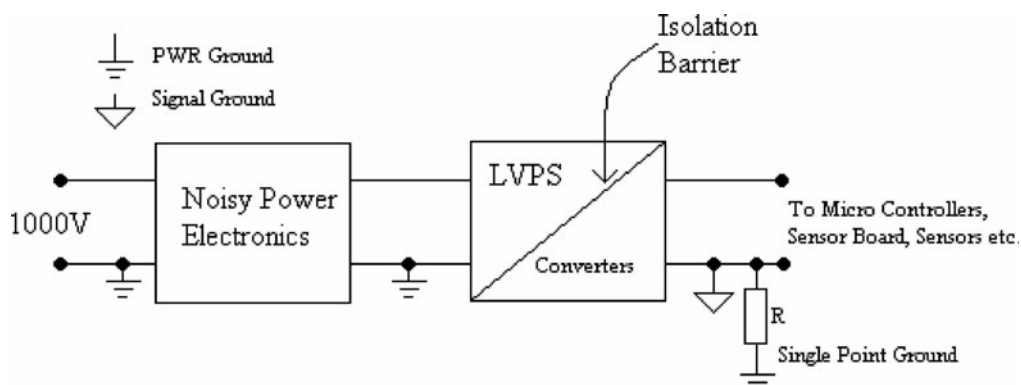 Isolation
Barrier
PWR Ground
Signal Ground
1000V
Noisy Power
Electronics
LVPS
Converters
To Micro Controllers,
Sensor Board, Sensors etc.
R
Single Point Ground